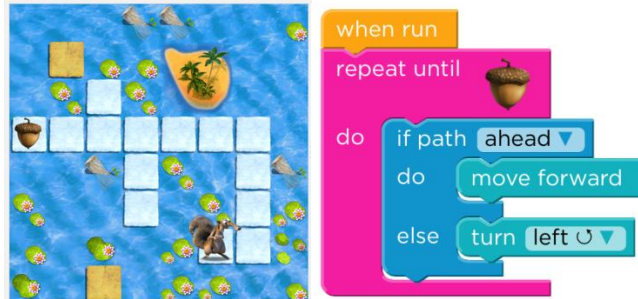 when run
repeat until
do
if path ahead ▼
do
move forward
else
turn left ↺ ▼